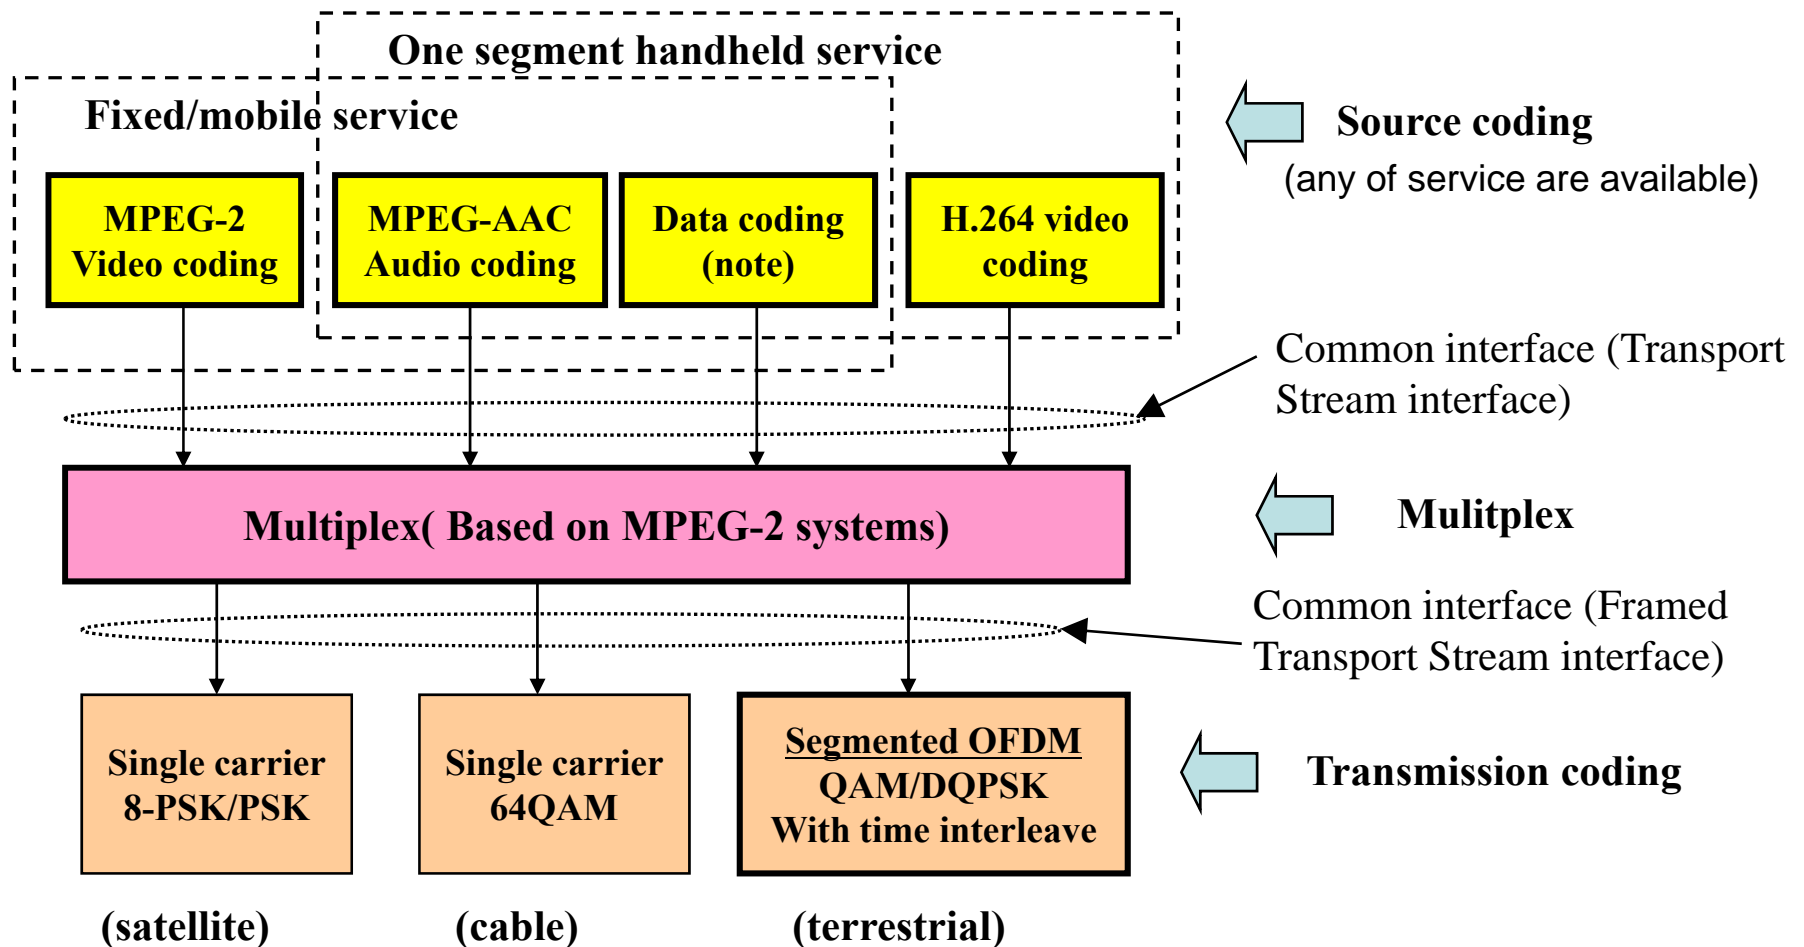 One segment handheld service
Fixed/mobile service
Source coding
(any of service are available)
MPEG-2
Video coding
MPEG-AAC
Audio coding
Data coding
(note)
H.264 video
coding
Common interface (Transport
Stream interface)
Multiplex( Based on MPEG-2 systems)
Mulitplex
Common interface (Framed
Transport Stream interface)
Single carrier
8-PSK/PSK
Single carrier
64QAM
Segmented OFDM
QAM/DQPSK
With time interleave
Transmission coding
(satellite)
(cable)
(terrestrial)